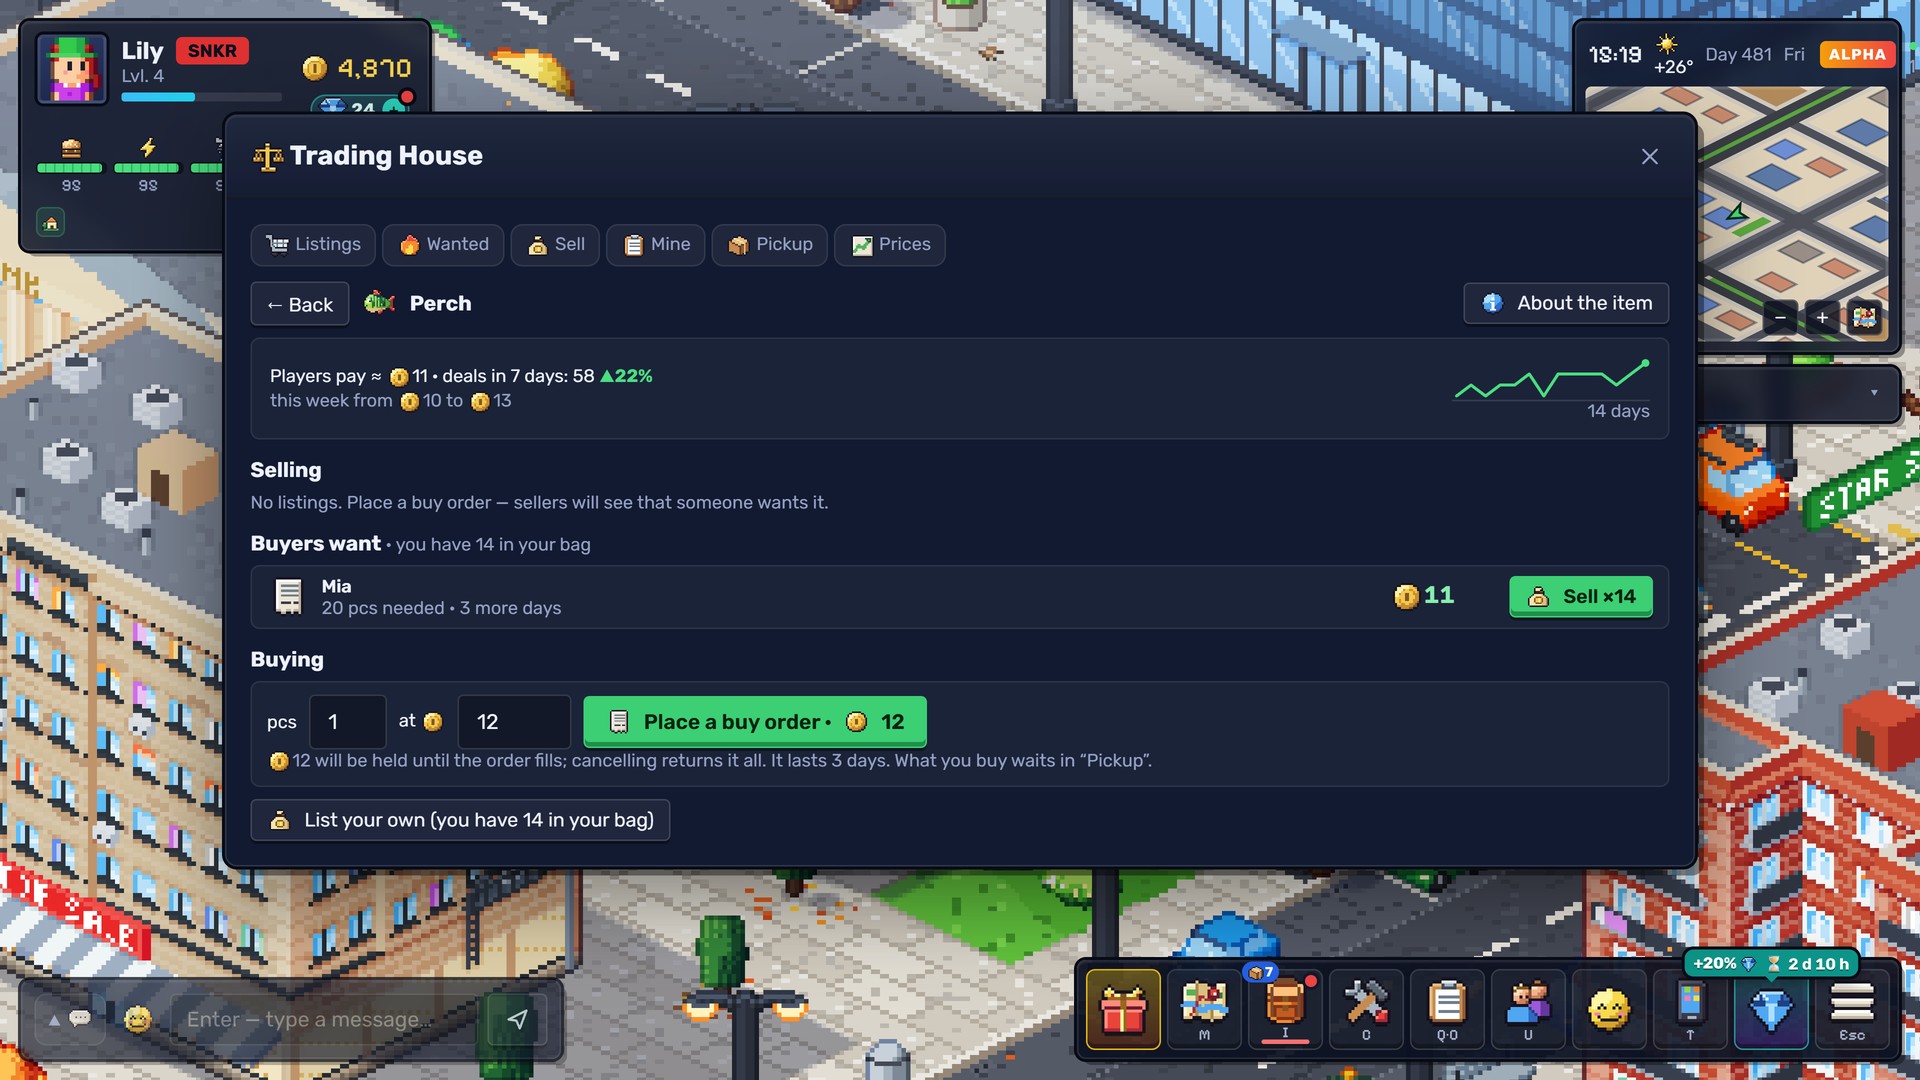 Lily SNKR
Lvl. 4
4,870
24
98 98
18:19 +26° Day 481 Fri ALPHA
Trading House
Listings Wanted Sell Mine Pickup Prices
← Back Perch About the item
Players pay ≈ 11 • deals in 7 days: 58 ▲22%
this week from 10 to 13
14 days
Selling
No listings. Place a buy order — sellers will see that someone wants it.
Buyers want • you have 14 in your bag
Mia
20 pcs needed • 3 more days
11 Sell ×14
Buying
pcs 1 at 12 Place a buy order • 12
12 will be held until the order fills; cancelling returns it all. It lasts 3 days. What you buy waits in “Pickup”.
List your own (you have 14 in your bag)
STAR
SALE
Enter — type a message...
+20% 2 d 10 h
7
M I C Q·O U ↑ Esc